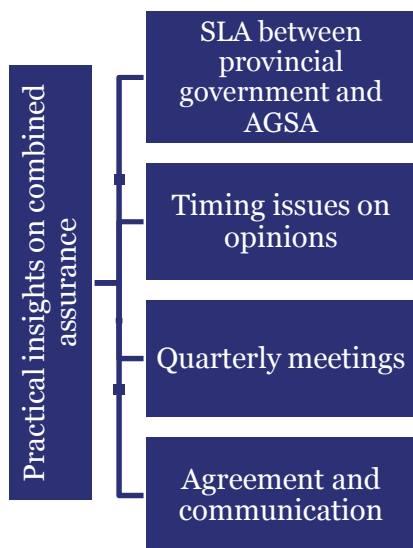 Practical insights on combined
assurance
SLA between
provincial
government and
AGSA
Timing issues on
opinions
Quarterly meetings
Agreement and
communication